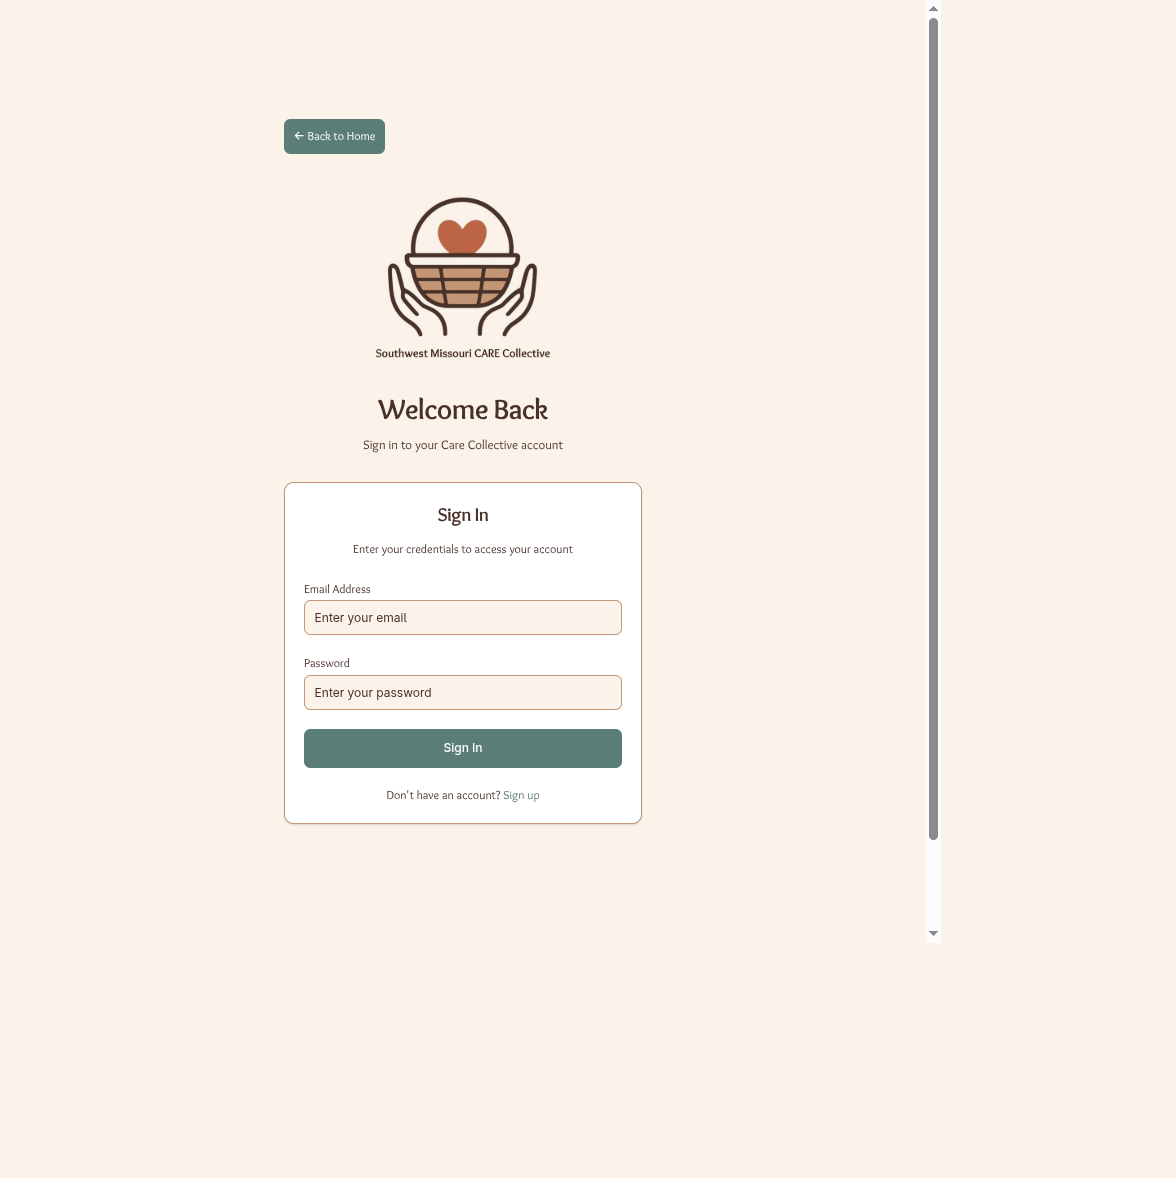 ← Back to Home
Southwest Missouri CARE Collective
Welcome Back
Sign in to your Care Collective account
Sign In
Enter your credentials to access your account
Email Address
Enter your email
Password
Enter your password
Sign In
Don't have an account? Sign up